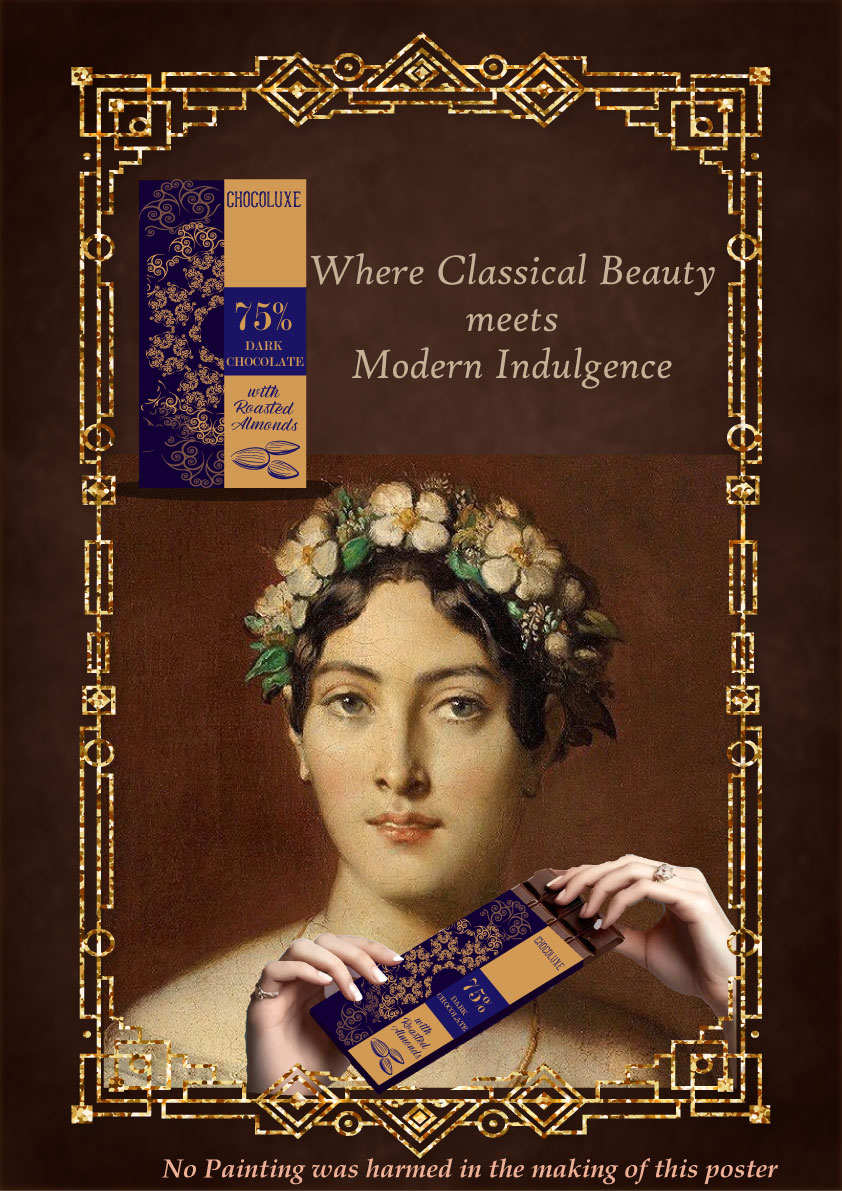 CHOCOLUXE
75%
DARK
CHOCOLATE
with
Roasted
Almonds
Where Classical Beauty
meets
Modern Indulgence
CHOCOLUXE
75%
DARK
CHOCOLATE
with
Roasted
Almonds
No Painting was harmed in the making of this poster